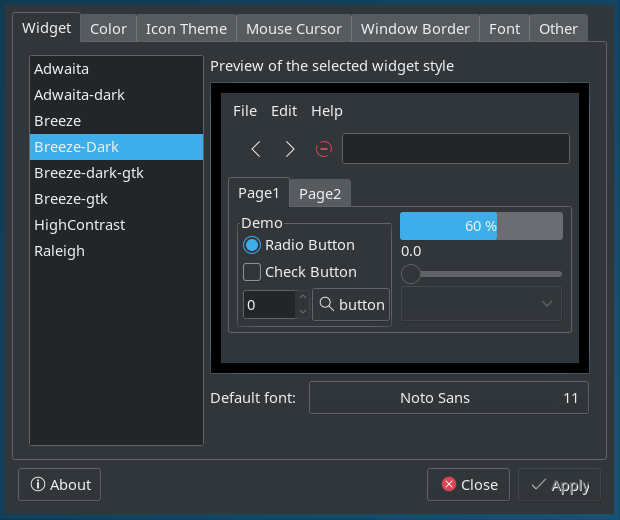 Widget Color Icon Theme Mouse Cursor Window Border Font Other
Adwaita
Adwaita-dark
Breeze
Breeze-Dark
Breeze-dark-gtk
Breeze-gtk
HighContrast
Raleigh
Preview of the selected widget style
File Edit Help
Page1 Page2
Demo
Radio Button
Check Button
0
button
60 %
0.0
Default font: Noto Sans 11
About
Close
Apply